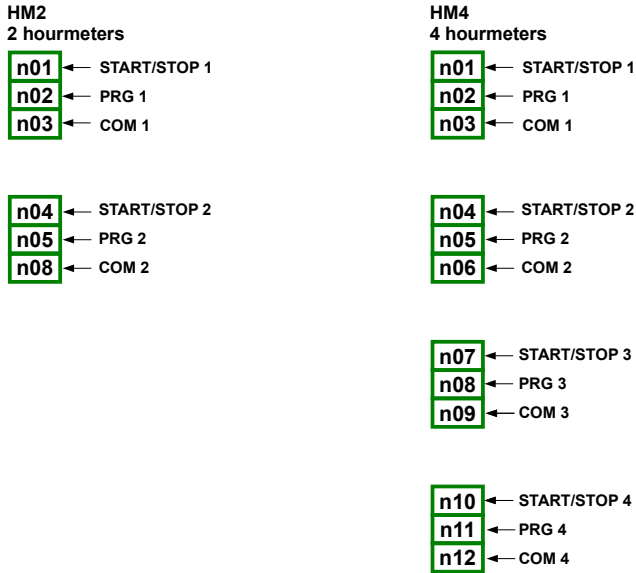 HM2
2 hourmeters
n01 START/STOP 1
n02 PRG 1
n03 COM 1
n04 START/STOP 2
n05 PRG 2
n08 COM 2
HM4
4 hourmeters
n01 START/STOP 1
n02 PRG 1
n03 COM 1
n04 START/STOP 2
n05 PRG 2
n06 COM 2
n07 START/STOP 3
n08 PRG 3
n09 COM 3
n10 START/STOP 4
n11 PRG 4
n12 COM 4